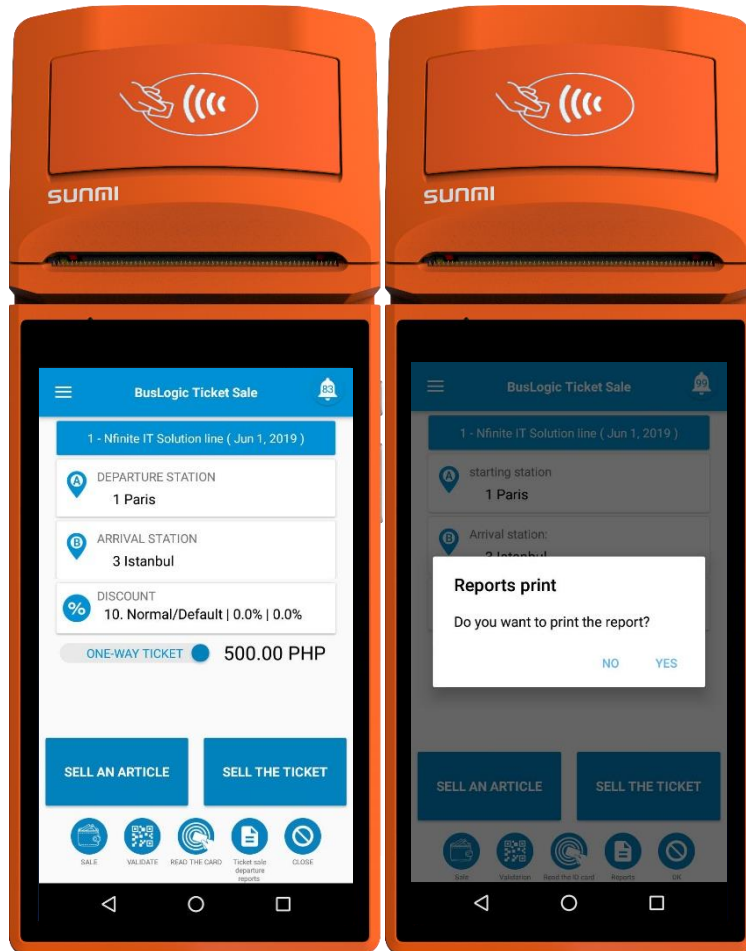 sunmi
BusLogic Ticket Sale
83
1 - Nfinite IT Solution line ( Jun 1, 2019 )
A
DEPARTURE STATION
1 Paris
B
ARRIVAL STATION
3 Istanbul
%
DISCOUNT
10. Normal/Default | 0.0% | 0.0%
ONE-WAY TICKET
500.00 PHP
SELL AN ARTICLE
SELL THE TICKET
SALE
VALIDATE
READ THE CARD
Ticket sale
departure
reports
CLOSE
sunmi
BusLogic Ticket Sale
99
1 - Nfinite IT Solution line ( Jun 1, 2019 )
A
starting station
1 Paris
B
Arrival station:
3 Istanbul
Reports print
Do you want to print the report?
NO
YES
SELL AN ARTICLE
SELL THE TICKET
Sale
Validation
Read the ID card
Reports
OK